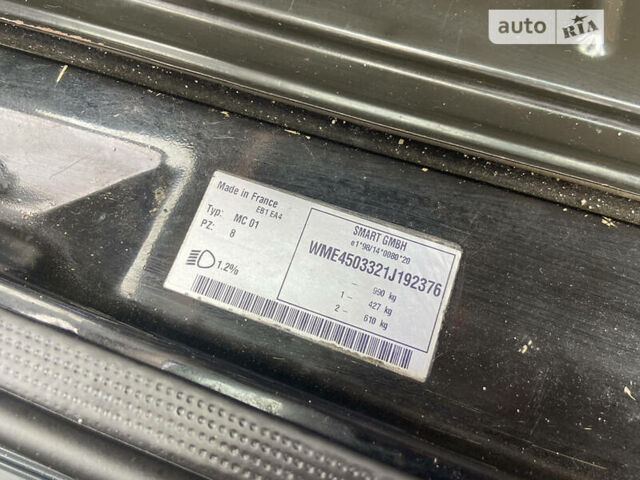 auto RIA
Made in France
EB1 EA4
Typ: MC 01
PZ: 8
1.2%
SMART GMBH
e1*98/14*0080*20
WME4503321J192376
- 990 kg
1 - 427 kg
2 - 610 kg